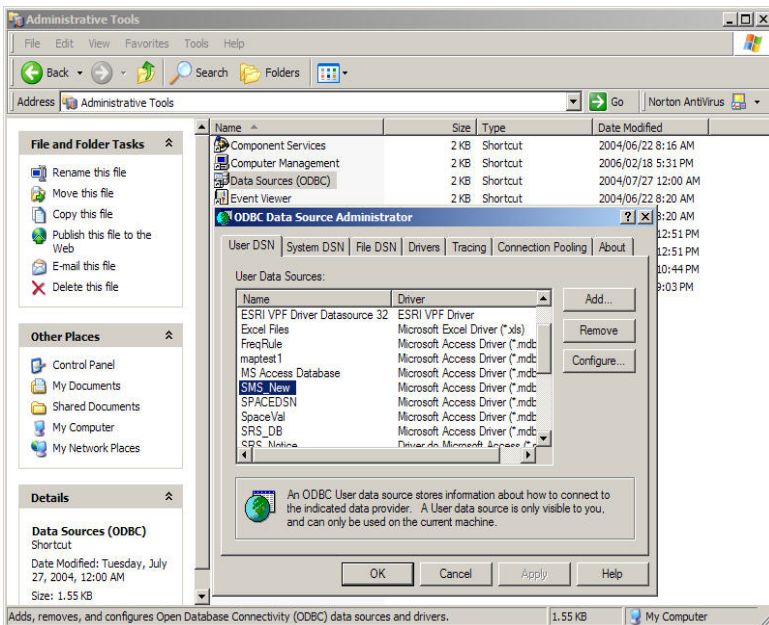 Administrative Tools
File Edit View Favorites Tools Help
Back Search Folders
Address Administrative Tools Go Norton AntiVirus
File and Folder Tasks
Rename this file
Move this file
Copy this file
Publish this file to the
Web
E-mail this file
Delete this file
Other Places
Control Panel
My Documents
Shared Documents
My Computer
My Network Places
Details
Data Sources (ODBC)
Shortcut
Date Modified: Tuesday, July
27, 2004, 12:00 AM
Size: 1.55 KB
Name Size Type Date Modified
Component Services 2 KB Shortcut 2004/06/22 8:16 AM
Computer Management 2 KB Shortcut 2006/02/18 5:31 PM
Data Sources (ODBC) 2 KB Shortcut 2004/07/27 12:00 AM
Event Viewer 2 KB Shortcut 2004/06/22 8:20 AM
8:20 AM
12:51 PM
12:51 PM
10:44 PM
9:03 PM
ODBC Data Source Administrator
User DSN System DSN File DSN Drivers Tracing Connection Pooling About
User Data Sources:
Name Driver
ESRI VPF Driver Datasource 32 ESRI VPF Driver
Excel Files Microsoft Excel Driver (*.xls)
FreqRule Microsoft Access Driver (*.mdb
maptest1 Microsoft Access Driver (*.mdb
MS Access Database Microsoft Access Driver (*.mdb
SMS_New Microsoft Access Driver (*.mdb
SPACEDSN Microsoft Access Driver (*.mdb
SpaceVal Microsoft Access Driver (*.mdb
SRS_DB Microsoft Access Driver (*.mdb
SRS_Notice Driver do Microsoft Access (*.
Add...
Remove
Configure...
An ODBC User data source stores information about how to connect to
the indicated data provider. A User data source is only visible to you,
and can only be used on the current machine.
OK Cancel Apply Help
Adds, removes, and configures Open Database Connectivity (ODBC) data sources and drivers. 1.55 KB My Computer